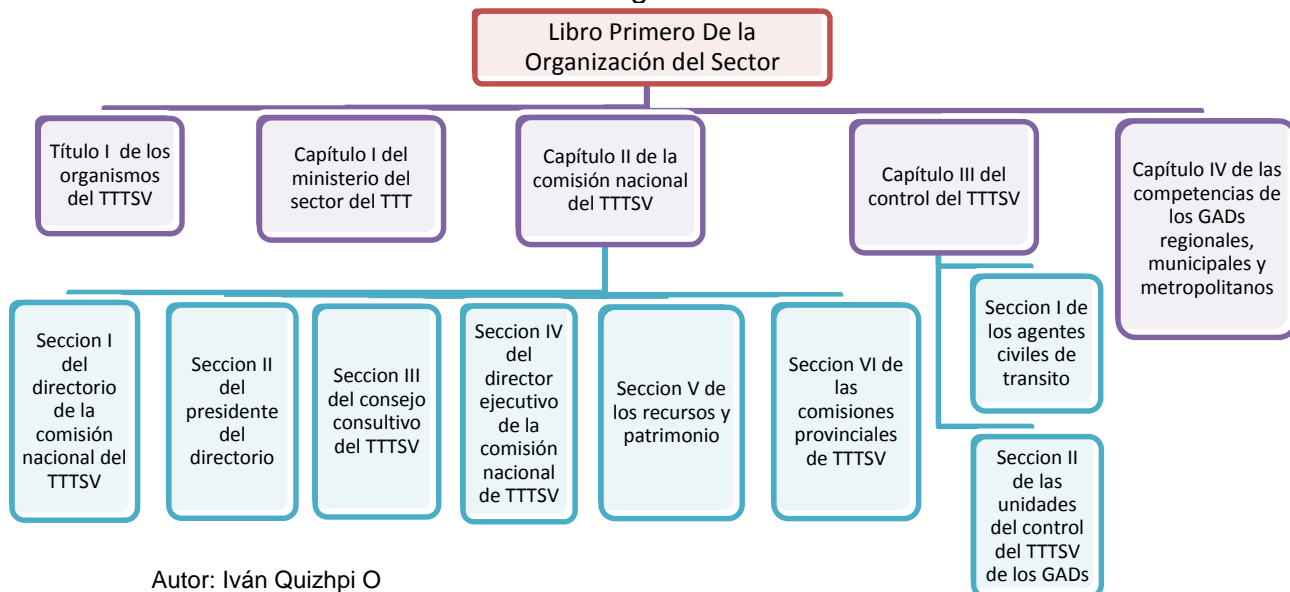 Libro Primero De la
Organización del Sector
Título I de los
organismos
del TTTSV
Capítulo I del
ministerio del
sector del TTT
Capítulo II de la
comisión nacional
del TTTSV
Capítulo III del
control del TTTSV
Capítulo IV de las
competencias de
los GADs
regionales,
municipales y
metropolitanos
Seccion I
del
directorio
de la
comisión
nacional del
TTTSV
Seccion II
del
presidente
del
directorio
Seccion III
del consejo
consultivo
del TTTSV
Seccion IV
del
director
ejecutivo
de la
comisión
nacional
de TTTSV
Seccion V de
los recursos y
patrimonio
Seccion VI de
las
comisiones
provinciales
de TTTSV
Seccion I de
los agentes
civiles de
transito
Seccion II
de las
unidades
del control
del TTTSV
de los GADs
Autor: Iván Quizhpi O